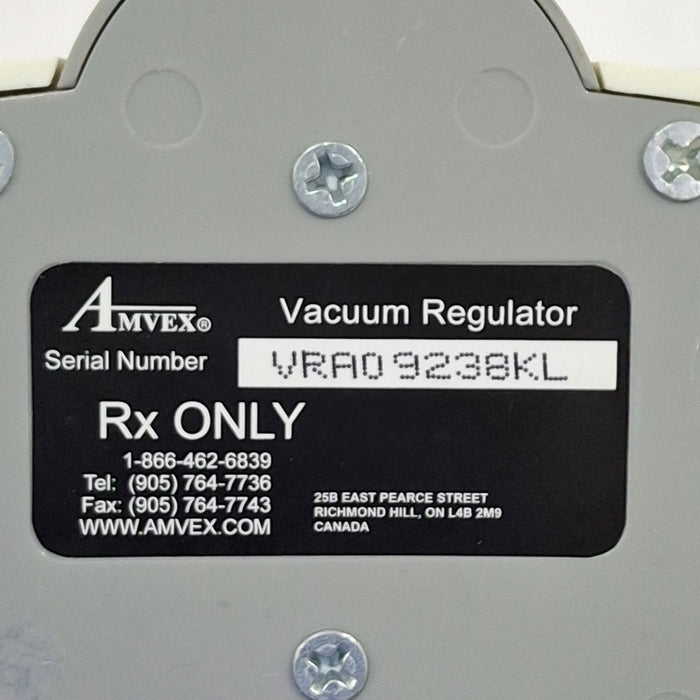 AMVEX®
Vacuum Regulator
Serial Number VRA09238KL
Rx ONLY
1-866-462-6839
Tel: (905) 764-7736
Fax: (905) 764-7743
WWW.AMVEX.COM
25B EAST PEARCE STREET
RICHMOND HILL, ON L4B 2M9
CANADA